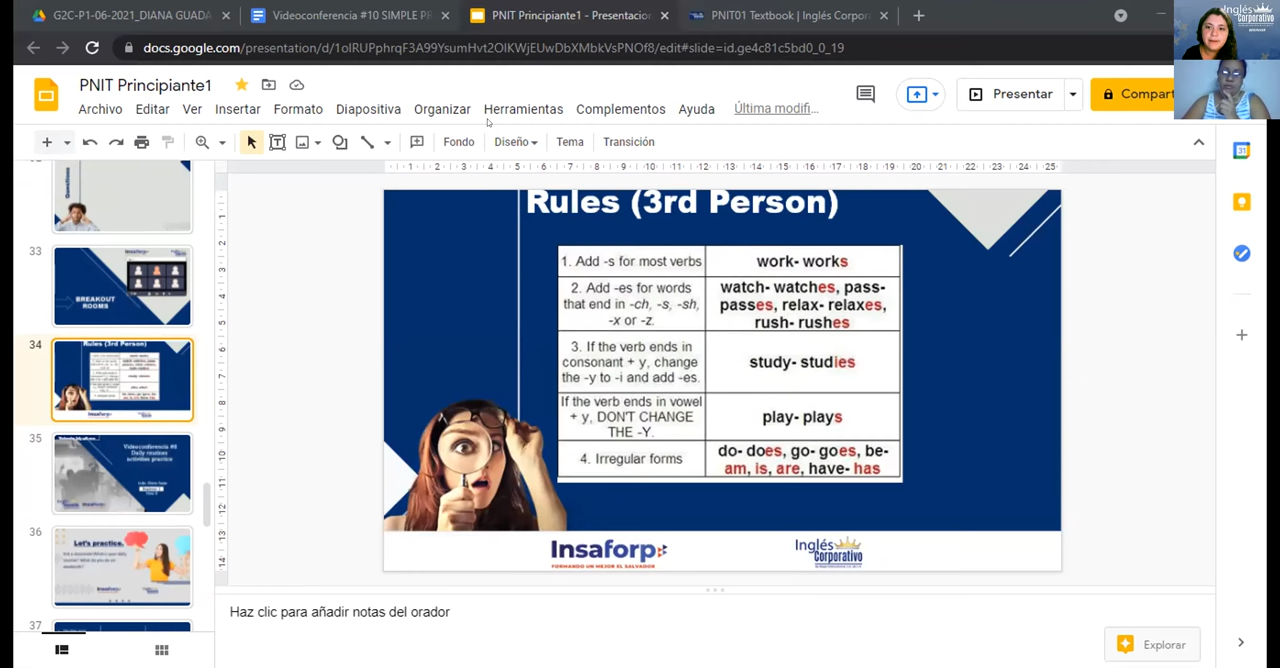 G2C-P1-06-2021_DIANA GUADA
Videoconferencia #10 SIMPLE PR
PNIT Principiante1 - Presentacion
PNIT01 Textbook | Inglés Corpor
docs.google.com/presentation/d/1olRUPphrqF3A99YsumHvt2OlKWjEUwDbXMbkVsPNOf8/edit#slide=id.ge4c81c5bd0_0_19
Inglés Corporativo
PNIT Principiante1
Archivo Editar Ver Insertar Formato Diapositiva Organizar Herramientas Complementos Ayuda Última modifi...
Presentar
Compart
Fondo Diseño Tema Transición
Questions
33
BREAKOUT ROOMS
34
Rules (3rd Person)
35
Videoconferencia #8
Daily routines
activities practice
36
Let's practice.
37
Rules (3rd Person)
1. Add -s for most verbs
work- works
2. Add -es for words
that end in -ch, -s, -sh,
-x or -z.
watch- watches, pass-
passes, relax- relaxes,
rush- rushes
3. If the verb ends in
consonant + y, change
the -y to -i and add -es.
study- studies
If the verb ends in vowel
+ y, DON'T CHANGE
THE -Y.
play- plays
4. Irregular forms
do- does, go- goes, be-
am, is, are, have- has
Insaforp
FORMANDO UN MEJOR EL SALVADOR
Inglés
Corporativo
Haz clic para añadir notas del orador
Explorar